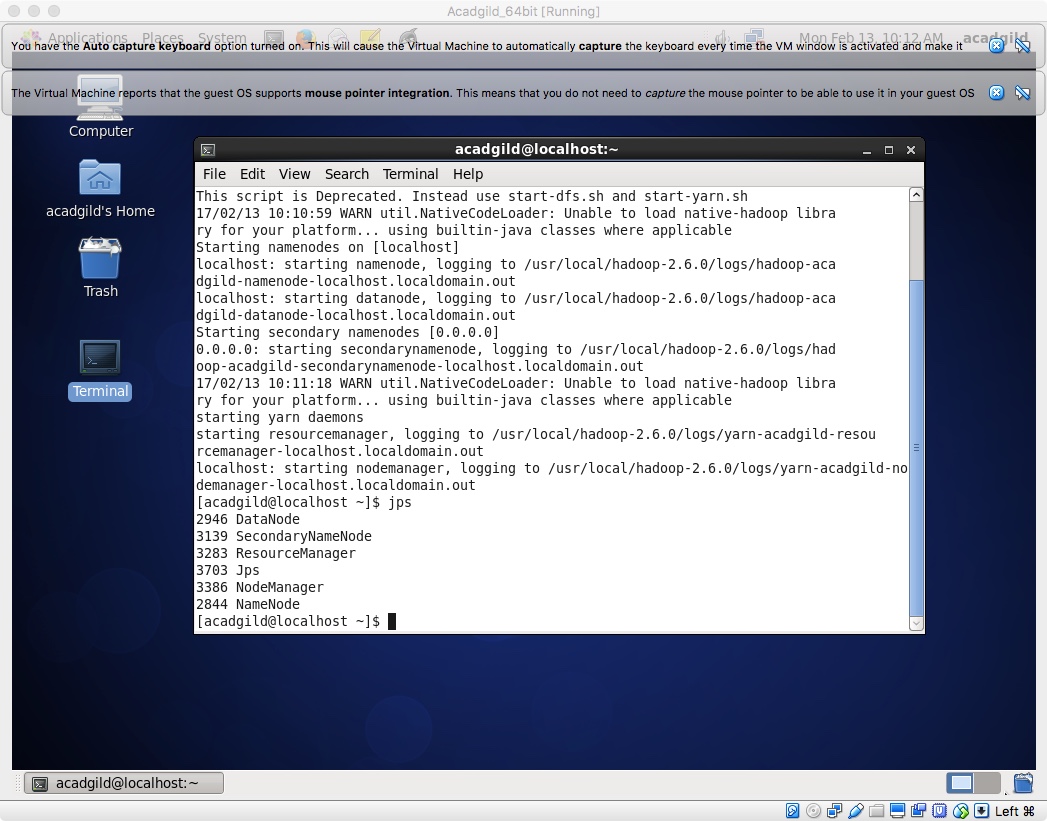 Acadgild_64bit [Running]
Applications Places System Mon Feb 13, 10:12 AM acadgild
You have the Auto capture keyboard option turned on. This will cause the Virtual Machine to automatically capture the keyboard every time the VM window is activated and make it
The Virtual Machine reports that the guest OS supports mouse pointer integration. This means that you do not need to capture the mouse pointer to be able to use it in your guest OS
Computer
acadgild's Home
Trash
Terminal
acadgild@localhost:~
File Edit View Search Terminal Help
This script is Deprecated. Instead use start-dfs.sh and start-yarn.sh
17/02/13 10:10:59 WARN util.NativeCodeLoader: Unable to load native-hadoop libra
ry for your platform... using builtin-java classes where applicable
Starting namenodes on [localhost]
localhost: starting namenode, logging to /usr/local/hadoop-2.6.0/logs/hadoop-aca
dgild-namenode-localhost.localdomain.out
localhost: starting datanode, logging to /usr/local/hadoop-2.6.0/logs/hadoop-aca
dgild-datanode-localhost.localdomain.out
Starting secondary namenodes [0.0.0.0]
0.0.0.0: starting secondarynamenode, logging to /usr/local/hadoop-2.6.0/logs/had
oop-acadgild-secondarynamenode-localhost.localdomain.out
17/02/13 10:11:18 WARN util.NativeCodeLoader: Unable to load native-hadoop libra
ry for your platform... using builtin-java classes where applicable
starting yarn daemons
starting resourcemanager, logging to /usr/local/hadoop-2.6.0/logs/yarn-acadgild-resou
rcemanager-localhost.localdomain.out
localhost: starting nodemanager, logging to /usr/local/hadoop-2.6.0/logs/yarn-acadgild-no
demanager-localhost.localdomain.out
[acadgild@localhost ~]$ jps
2946 DataNode
3139 SecondaryNameNode
3283 ResourceManager
3703 Jps
3386 NodeManager
2844 NameNode
[acadgild@localhost ~]$
acadgild@localhost:~
Left ⌘